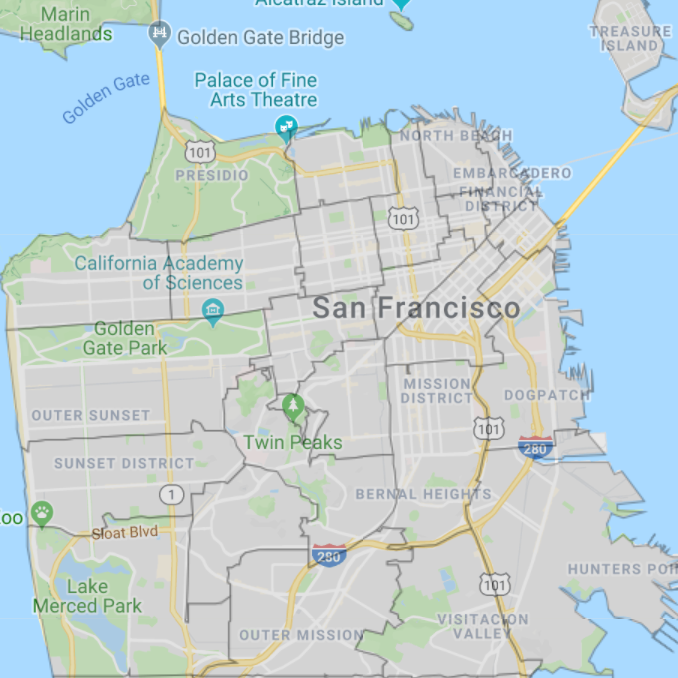 Alcatraz Island
Marin
Headlands
Golden Gate Bridge
TREASURE
ISLAND
Golden Gate
Palace of Fine
Arts Theatre
NORTH BEACH
101
PRESIDIO
EMBARCADERO
FINANCIAL
DISTRICT
101
California Academy
of Sciences
San Francisco
Golden
Gate Park
MISSION
DISTRICT
DOGPATCH
OUTER SUNSET
Twin Peaks
101
280
SUNSET DISTRICT
1
BERNAL HEIGHTS
oo
Sloat Blvd
280
HUNTERS POI
101
Lake
Merced Park
VISITACION
VALLEY
OUTER MISSION